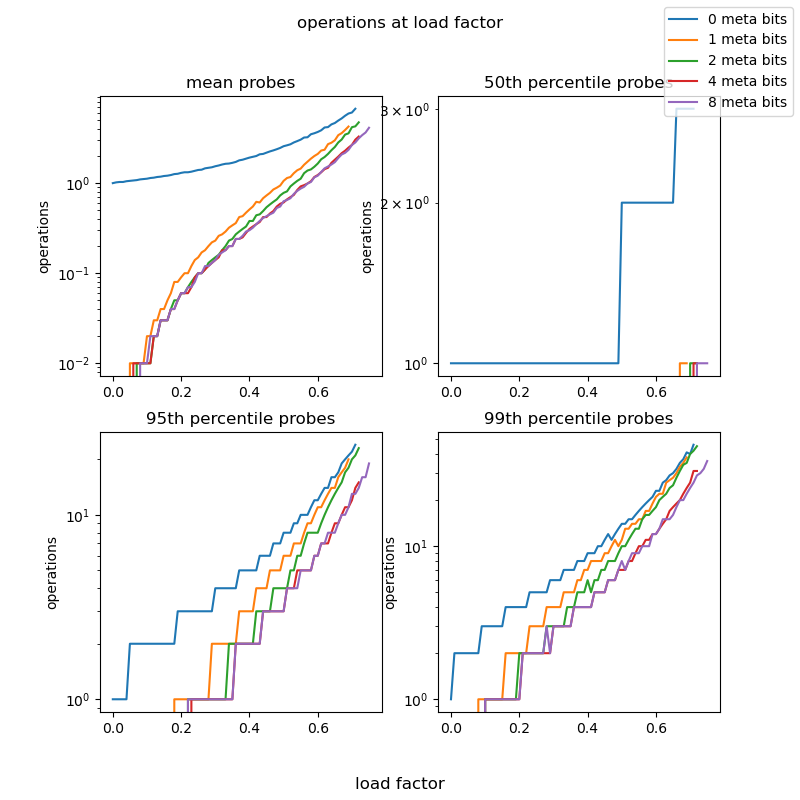 operations at load factor
0 meta bits
1 meta bits
2 meta bits
4 meta bits
8 meta bits
mean probes
50th percentile probes
operations
10⁰
10⁻¹
10⁻²
0.0 0.2 0.4 0.6
operations
3 × 10⁰
2 × 10⁰
10⁰
0.0 0.2 0.4 0.6
95th percentile probes
99th percentile probes
operations
10¹
10⁰
0.0 0.2 0.4 0.6
operations
10¹
10⁰
0.0 0.2 0.4 0.6
load factor